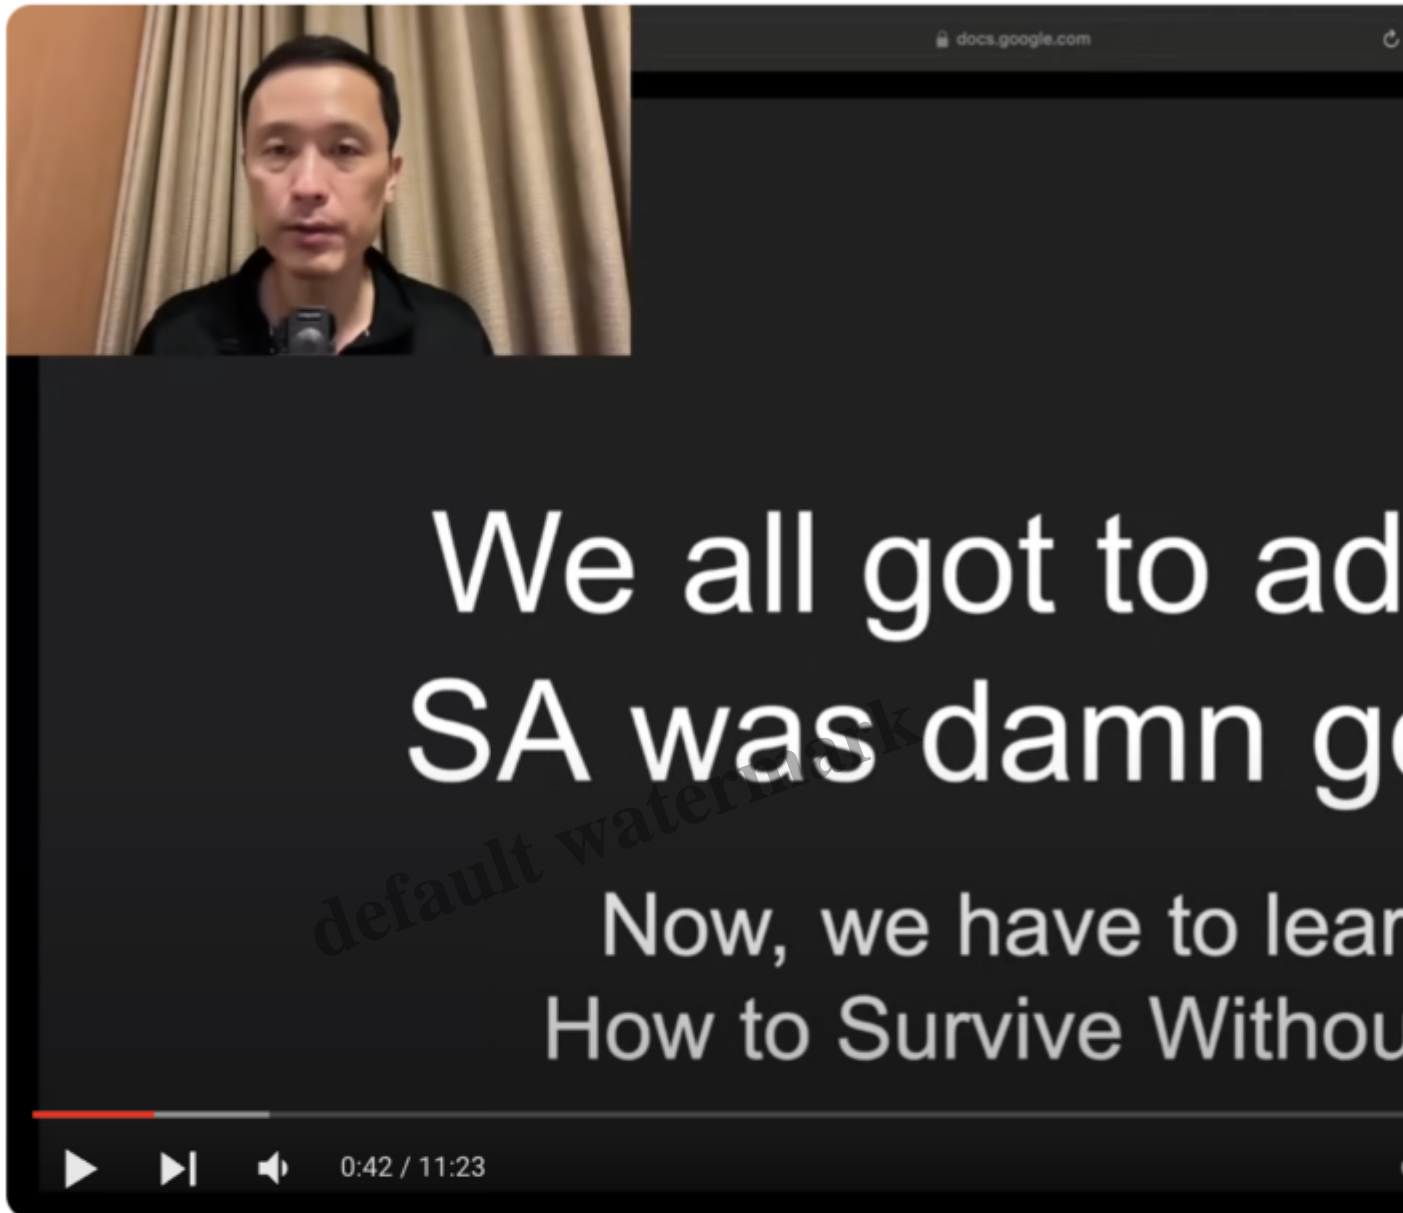 docs.google.com
We all got to ad
SA was damn go
default watermark
Now, we have to lear
How to Survive Withou
0:42 / 11:23